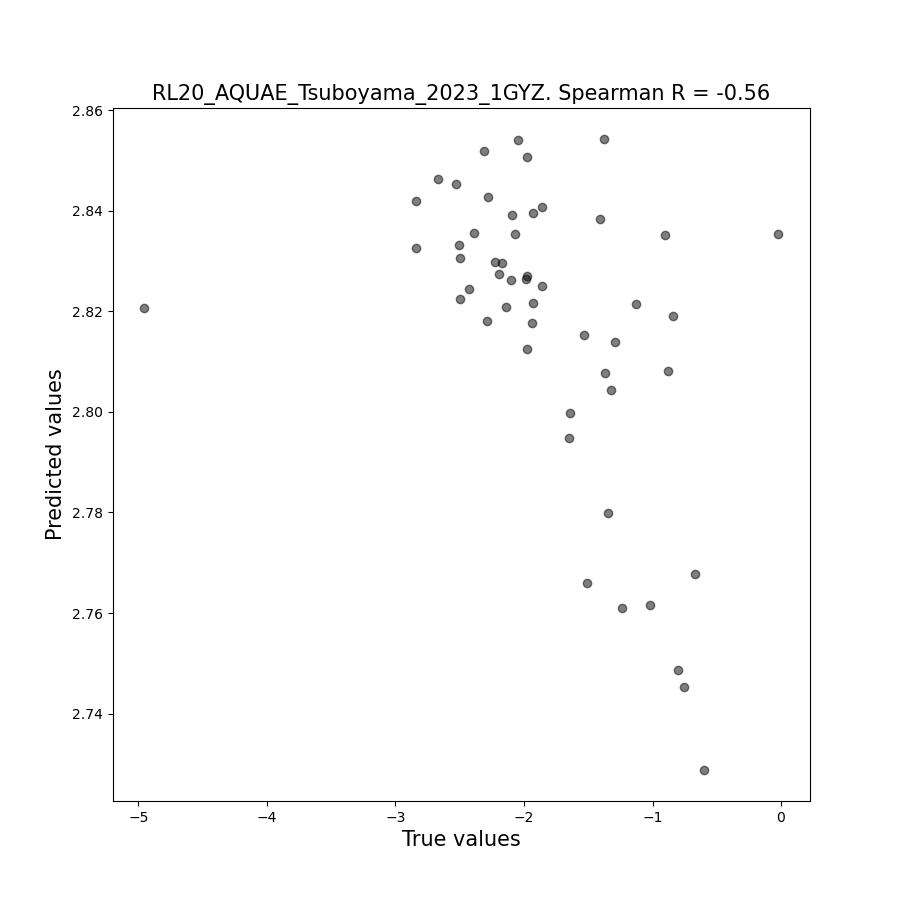 RL20_AQUAE_Tsuboyama_2023_1GYZ. Spearman R = -0.56
2.86
2.84
2.82
2.80
2.78
2.76
2.74
Predicted values
−5 −4 −3 −2 −1 0
True values